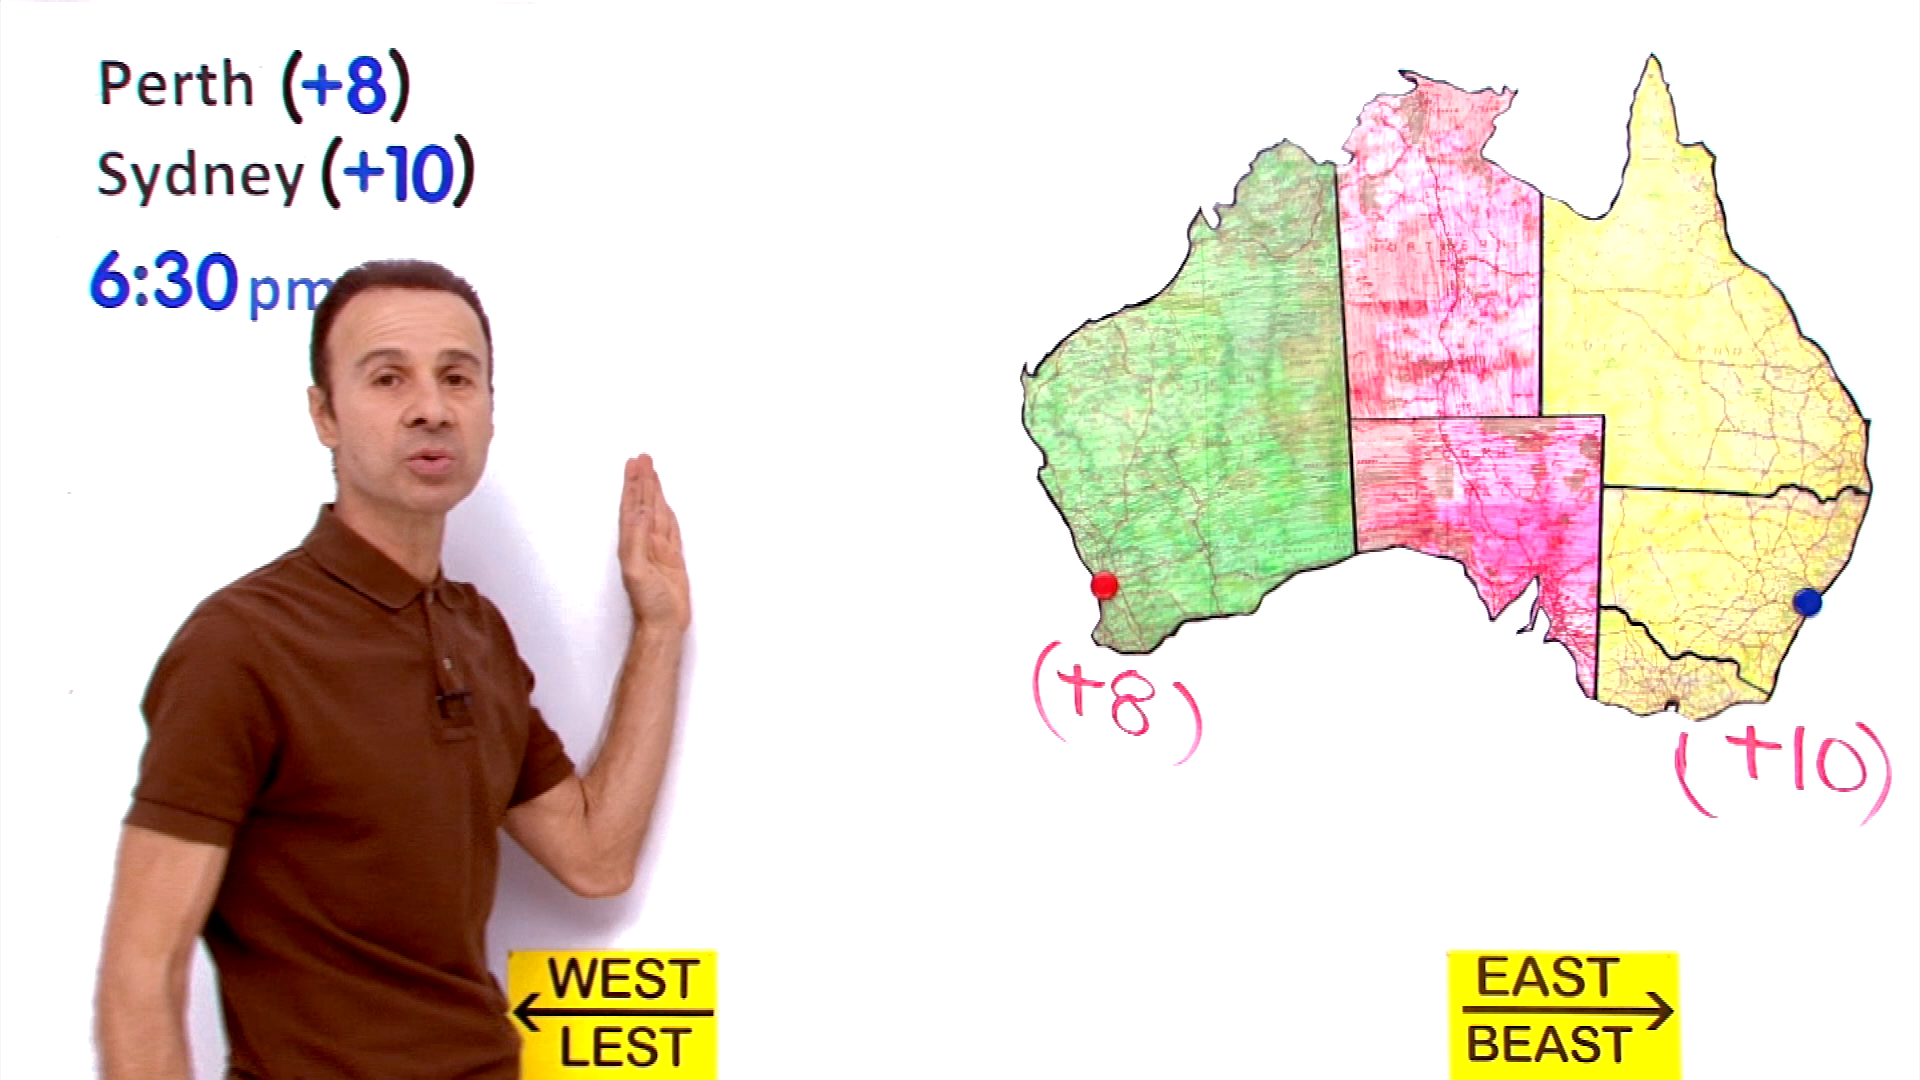 Perth (+8)
Sydney (+10)
6:30 pm
(+8)
(+10)
WEST
LEST
EAST
BEAST